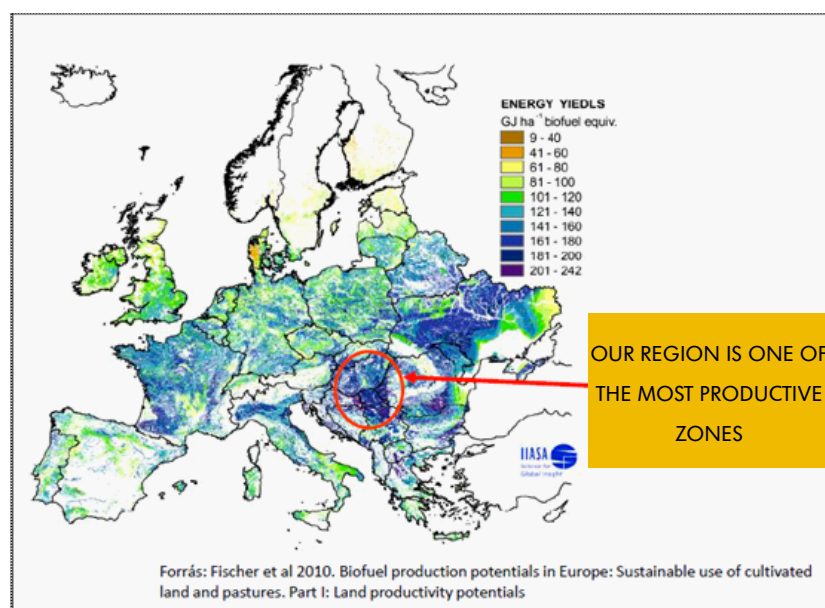 ENERGY YIEDLS
GJ ha⁻¹ biofuel equiv.
9 - 40
41 - 60
61 - 80
81 - 100
101 - 120
121 - 140
141 - 160
161 - 180
181 - 200
201 - 242
OUR REGION IS ONE OF
THE MOST PRODUCTIVE
ZONES
IIASA
Forrás: Fischer et al 2010. Biofuel production potentials in Europe: Sustainable use of cultivated
land and pastures. Part I: Land productivity potentials